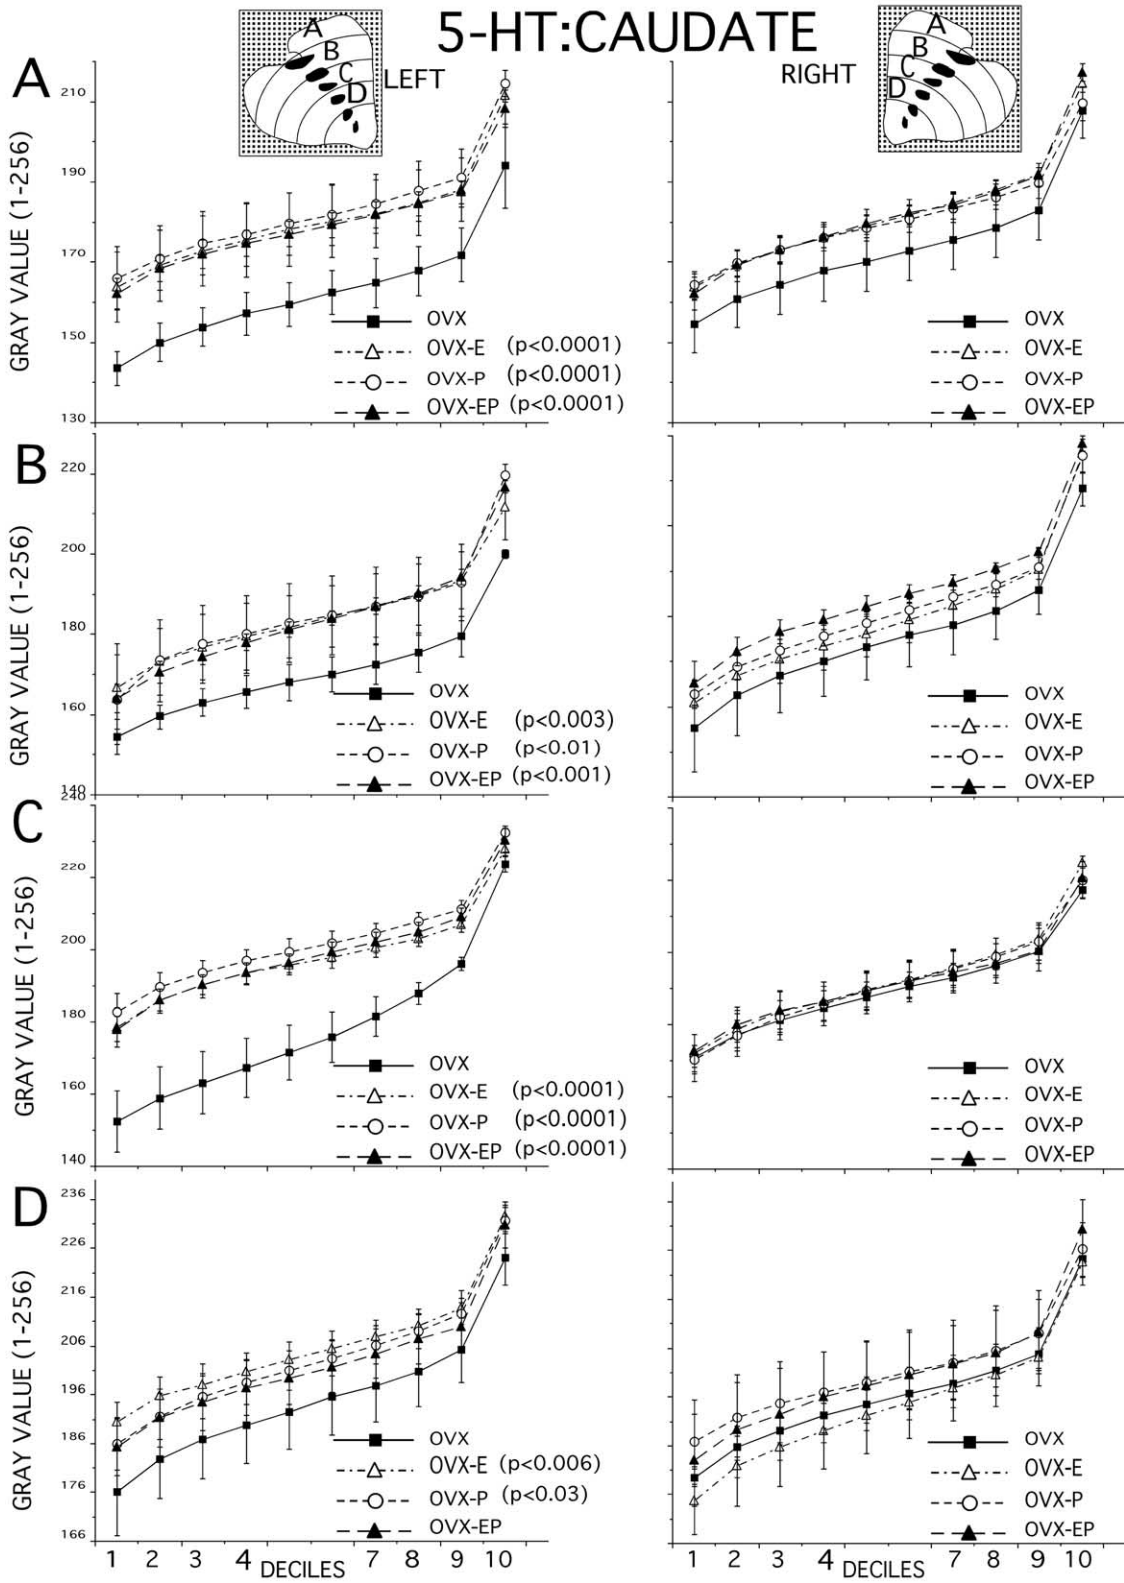 5-HT:CAUDATE
A
B
C
D
LEFT
RIGHT
A
B
C
D
A
GRAY VALUE (1-256)
210
190
170
150
130
OVX
OVX-E (p<0.0001)
OVX-P (p<0.0001)
OVX-EP (p<0.0001)
OVX
OVX-E
OVX-P
OVX-EP
B
GRAY VALUE (1-256)
220
200
180
160
OVX
OVX-E (p<0.003)
OVX-P (p<0.01)
OVX-EP (p<0.001)
OVX
OVX-E
OVX-P
OVX-EP
C
GRAY VALUE (1-256)
220
200
180
160
140
OVX
OVX-E (p<0.0001)
OVX-P (p<0.0001)
OVX-EP (p<0.0001)
OVX
OVX-E
OVX-P
OVX-EP
D
GRAY VALUE (1-256)
236
226
216
206
196
186
176
166
OVX
OVX-E (p<0.006)
OVX-P (p<0.03)
OVX-EP
OVX
OVX-E
OVX-P
OVX-EP
1 2 3 4 7 8 9 10
DECILES
1 2 3 4 7 8 9 10
DECILES